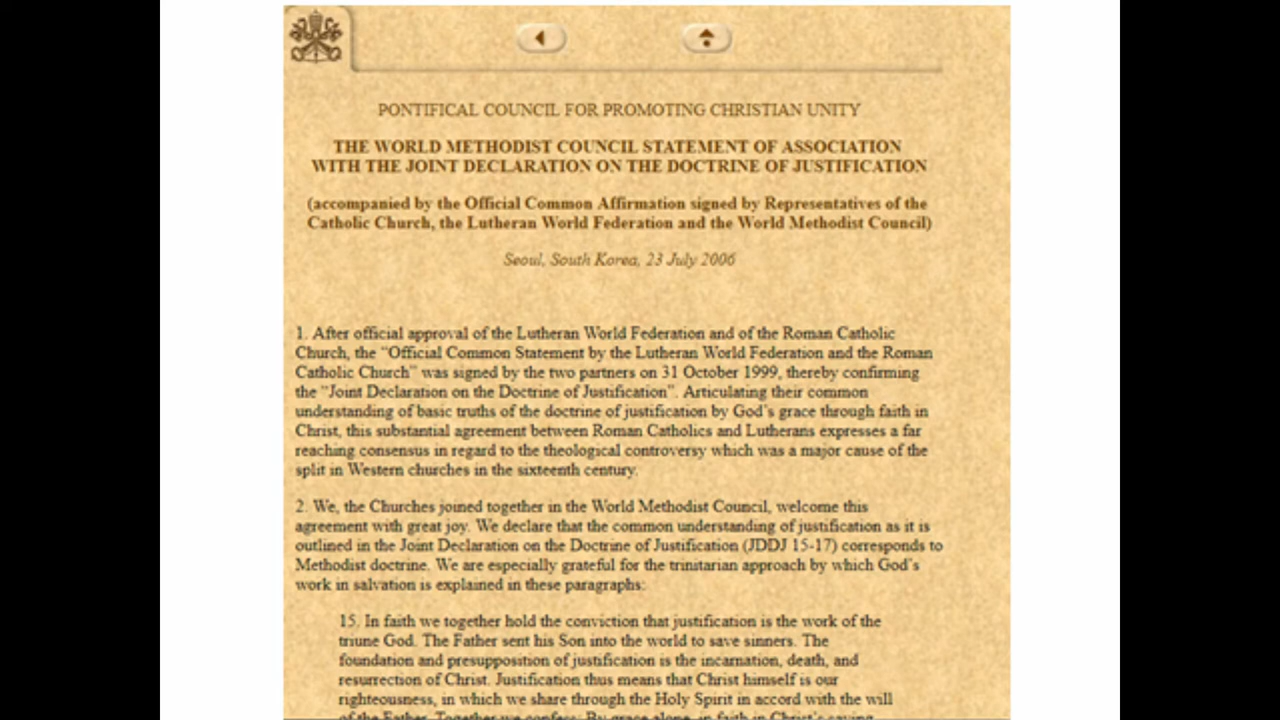 PONTIFICAL COUNCIL FOR PROMOTING CHRISTIAN UNITY
THE WORLD METHODIST COUNCIL STATEMENT OF ASSOCIATION
WITH THE JOINT DECLARATION ON THE DOCTRINE OF JUSTIFICATION
(accompanied by the Official Common Affirmation signed by Representatives of the
Catholic Church, the Lutheran World Federation and the World Methodist Council)
Seoul, South Korea, 23 July 2006
1. After official approval of the Lutheran World Federation and of the Roman Catholic
Church, the “Official Common Statement by the Lutheran World Federation and the Roman
Catholic Church” was signed by the two partners on 31 October 1999, thereby confirming
the “Joint Declaration on the Doctrine of Justification”. Articulating their common
understanding of basic truths of the doctrine of justification by God’s grace through faith in
Christ, this substantial agreement between Roman Catholics and Lutherans expresses a far
reaching consensus in regard to the theological controversy which was a major cause of the
split in Western churches in the sixteenth century.
2. We, the Churches joined together in the World Methodist Council, welcome this
agreement with great joy. We declare that the common understanding of justification as it is
outlined in the Joint Declaration on the Doctrine of Justification (JDDJ 15-17) corresponds to
Methodist doctrine. We are especially grateful for the trinitarian approach by which God’s
work in salvation is explained in these paragraphs:
15. In faith we together hold the conviction that justification is the work of the
triune God. The Father sent his Son into the world to save sinners. The
foundation and presupposition of justification is the incarnation, death, and
resurrection of Christ. Justification thus means that Christ himself is our
righteousness, in which we share through the Holy Spirit in accord with the will
of the Father. Together we confess: By grace alone, in faith in Christ’s saving